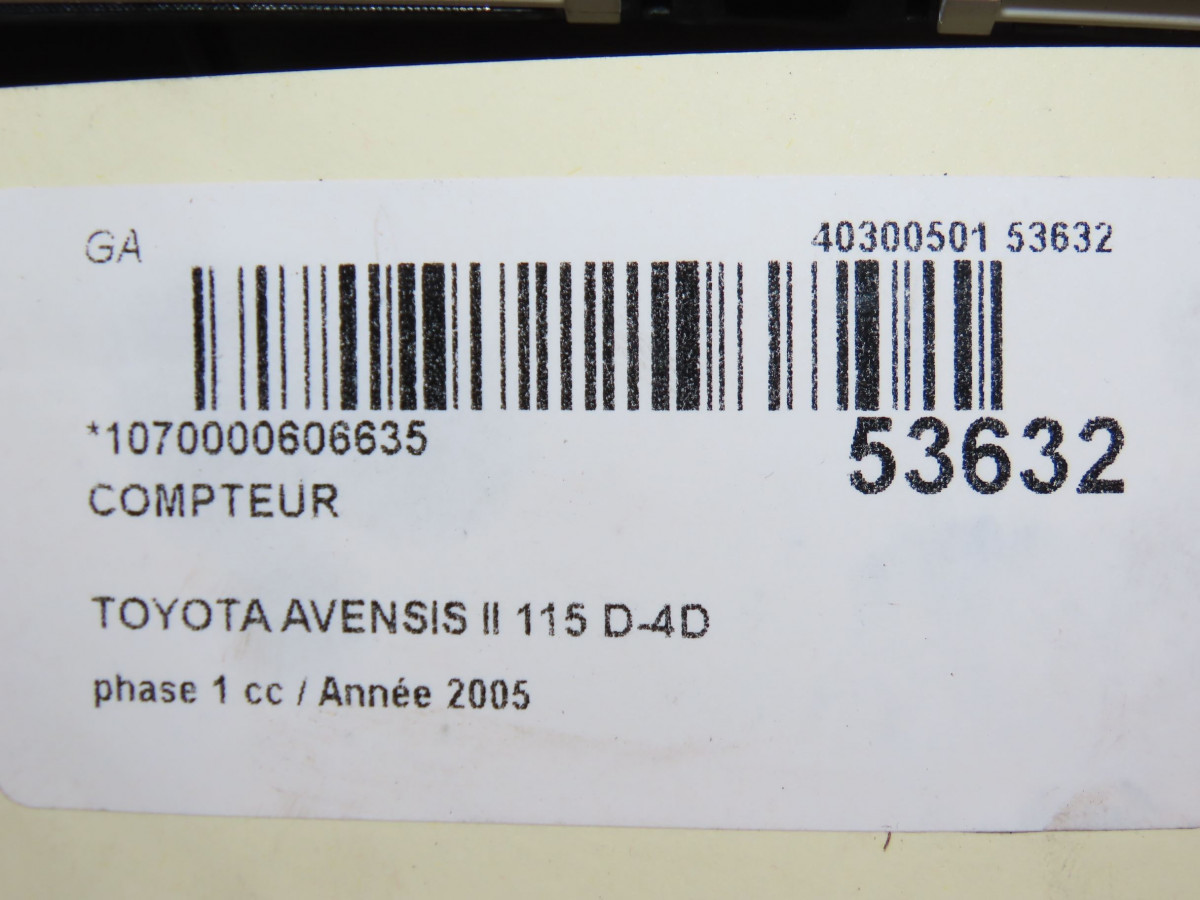 GA
40300501 53632
*1070000606635
53632
COMPTEUR
TOYOTA AVENSIS II 115 D-4D
phase 1 cc / Année 2005